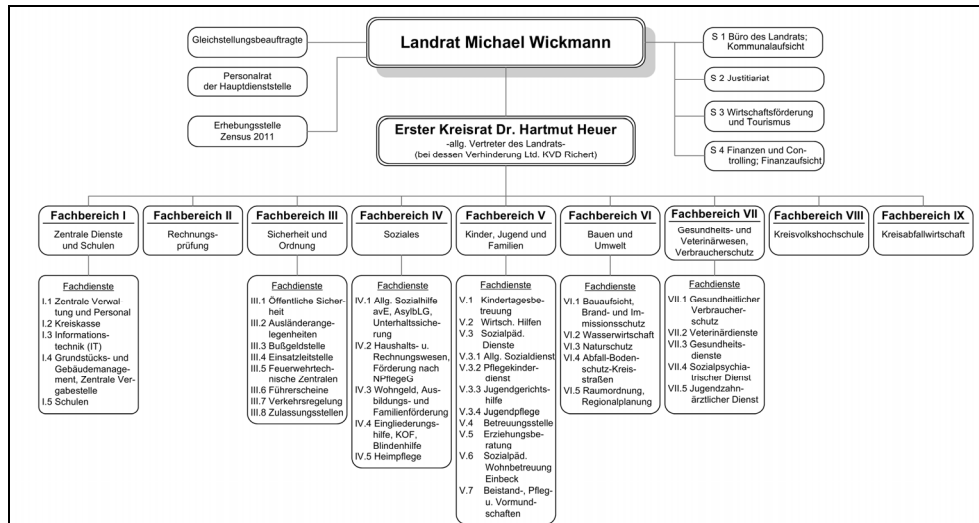 Landrat Michael Wickmann
Gleichstellungsbeauftragte
Personalrat
der Hauptdienststelle
Erhebungsstelle
Zensus 2011
S 1 Büro des Landrats;
Kommunalaufsicht
S 2 Justitiariat
S 3 Wirtschaftsförderung
und Tourismus
S 4 Finanzen und Con-
trolling; Finanzaufsicht
Erster Kreisrat Dr. Hartmut Heuer
-allg. Vertreter des Landrats-
(bei dessen Verhinderung Ltd. KVD Richert)
Fachbereich I
Zentrale Dienste
und Schulen
Fachbereich II
Rechnungs-
prüfung
Fachbereich III
Sicherheit und
Ordnung
Fachbereich IV
Soziales
Fachbereich V
Kinder, Jugend und
Familien
Fachbereich VI
Bauen und
Umwelt
Fachbereich VII
Gesundheits- und
Veterinärwesen,
Verbraucherschutz
Fachbereich VIII
Kreisvolkshochschule
Fachbereich IX
Kreisabfallwirtschaft
Fachdienste
I.1 Zentrale Verwal
tung und Personal
I.2 Kreiskasse
I.3 Informations-
technik (IT)
I.4 Grundstücks- und
Gebäudemanage-
ment, Zentrale Ver-
gabestelle
I.5 Schulen
Fachdienste
III.1 Öffentliche Sicher-
heit
III.2 Ausländerange-
legenheiten
III.3 Bußgeldstelle
III.4 Einsatzleitstelle
III.5 Feuerwehrtech-
nische Zentralen
III.6 Führerscheine
III.7 Verkehrsregelung
III.8 Zulassungsstellen
Fachdienste
IV.1 Allg. Sozialhilfe
avE, AsylbLG,
Unterhaltssiche-
rung
IV.2 Haushalts- u.
Rechnungswesen,
Förderung nach
NPflegeG
IV.3 Wohngeld, Aus-
bildungs- und
Familienförderung
IV.4 Eingliederungs-
hilfe, KOF,
Blindenhilfe
IV.5 Heimpflege
Fachdienste
V.1 Kindertagesbe-
treuung
V.2 Wirtsch. Hilfen
V.3 Sozialpäd.
Dienste
V.3.1 Allg. Sozialdienst
V.3.2 Pflegekinder-
dienst
V.3.3 Jugendgerichts-
hilfe
V.3.4 Jugendpflege
V.4 Betreuungsstelle
V.5 Erziehungsbe-
ratung
V.6 Sozialpäd.
Wohnbetreuung
Einbeck
V.7 Beistand-, Pfleg-
u. Vormund-
schaften
Fachdienste
VI.1 Bauaufsicht,
Brand- und Im-
missionsschutz
VI.2 Wasserwirtschaft
VI.3 Naturschutz
VI.4 Abfall-Boden-
schutz-Kreis-
straßen
VI.5 Raumordnung,
Regionalplanung
Fachdienste
VII.1 Gesundheitlicher
Verbraucher-
schutz
VII.2 Veterinärdienste
VII.3 Gesundheits-
dienste
VII.4 Sozialpsychia-
trischer Dienst
VII.5 Jugendzahn-
ärztlicher Dienst